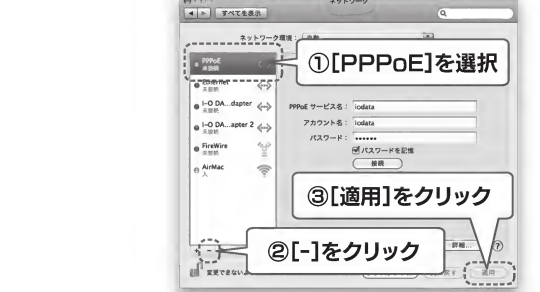 ネットワーク
すべてを表示
ネットワーク環境： 自動
PPPoE
未接続
①[PPPoE]を選択
Ethernet
未接続
I-O DA...dapter
未接続
PPPoE サービス名： iodata
I-O DA...apter 2
未接続
アカウント名： iodata
パスワード： ••••••
FireWire
未接続
パスワードを記憶
接続
AirMac
入
③[適用]をクリック
②[-]をクリック
詳細...
?
+ -
変更できない
適用